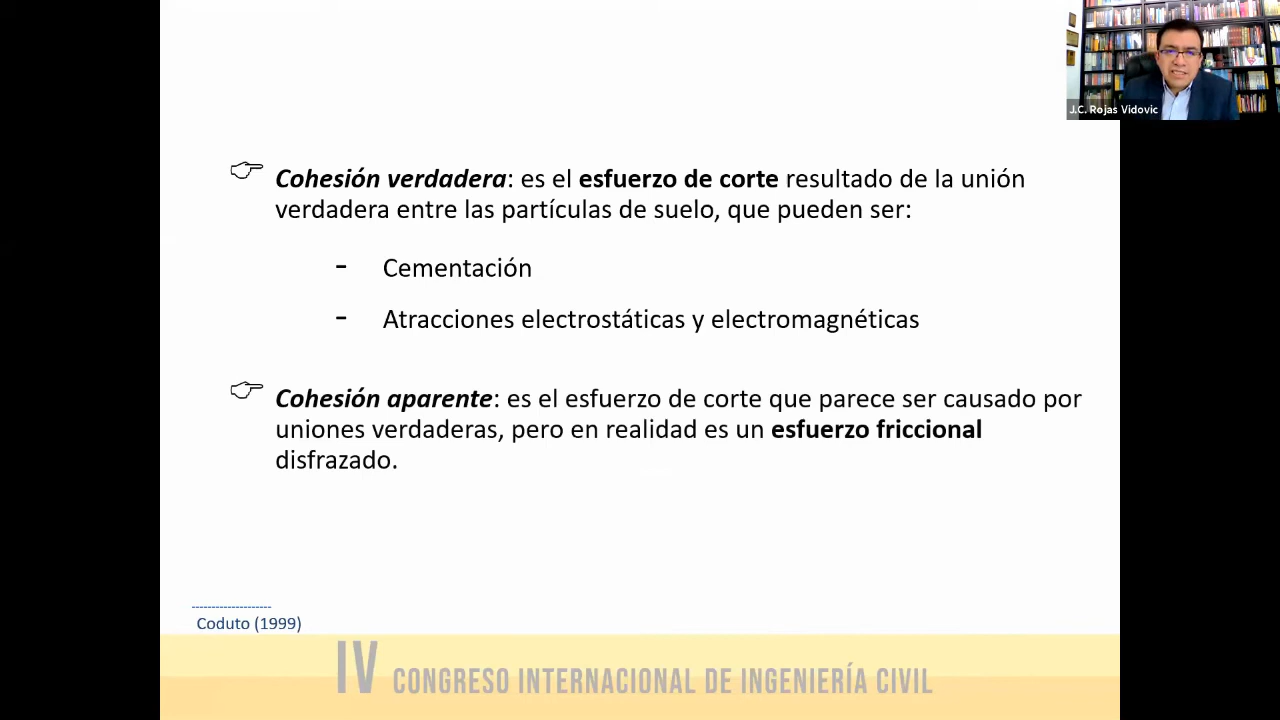 J.C. Rojas Vidovic
Cohesión verdadera: es el esfuerzo de corte resultado de la unión
verdadera entre las partículas de suelo, que pueden ser:
- Cementación
- Atracciones electrostáticas y electromagnéticas
Cohesión aparente: es el esfuerzo de corte que parece ser causado por
uniones verdaderas, pero en realidad es un esfuerzo friccional
disfrazado.
--------------------
Coduto (1999)
IV CONGRESO INTERNACIONAL DE INGENIERÍA CIVIL